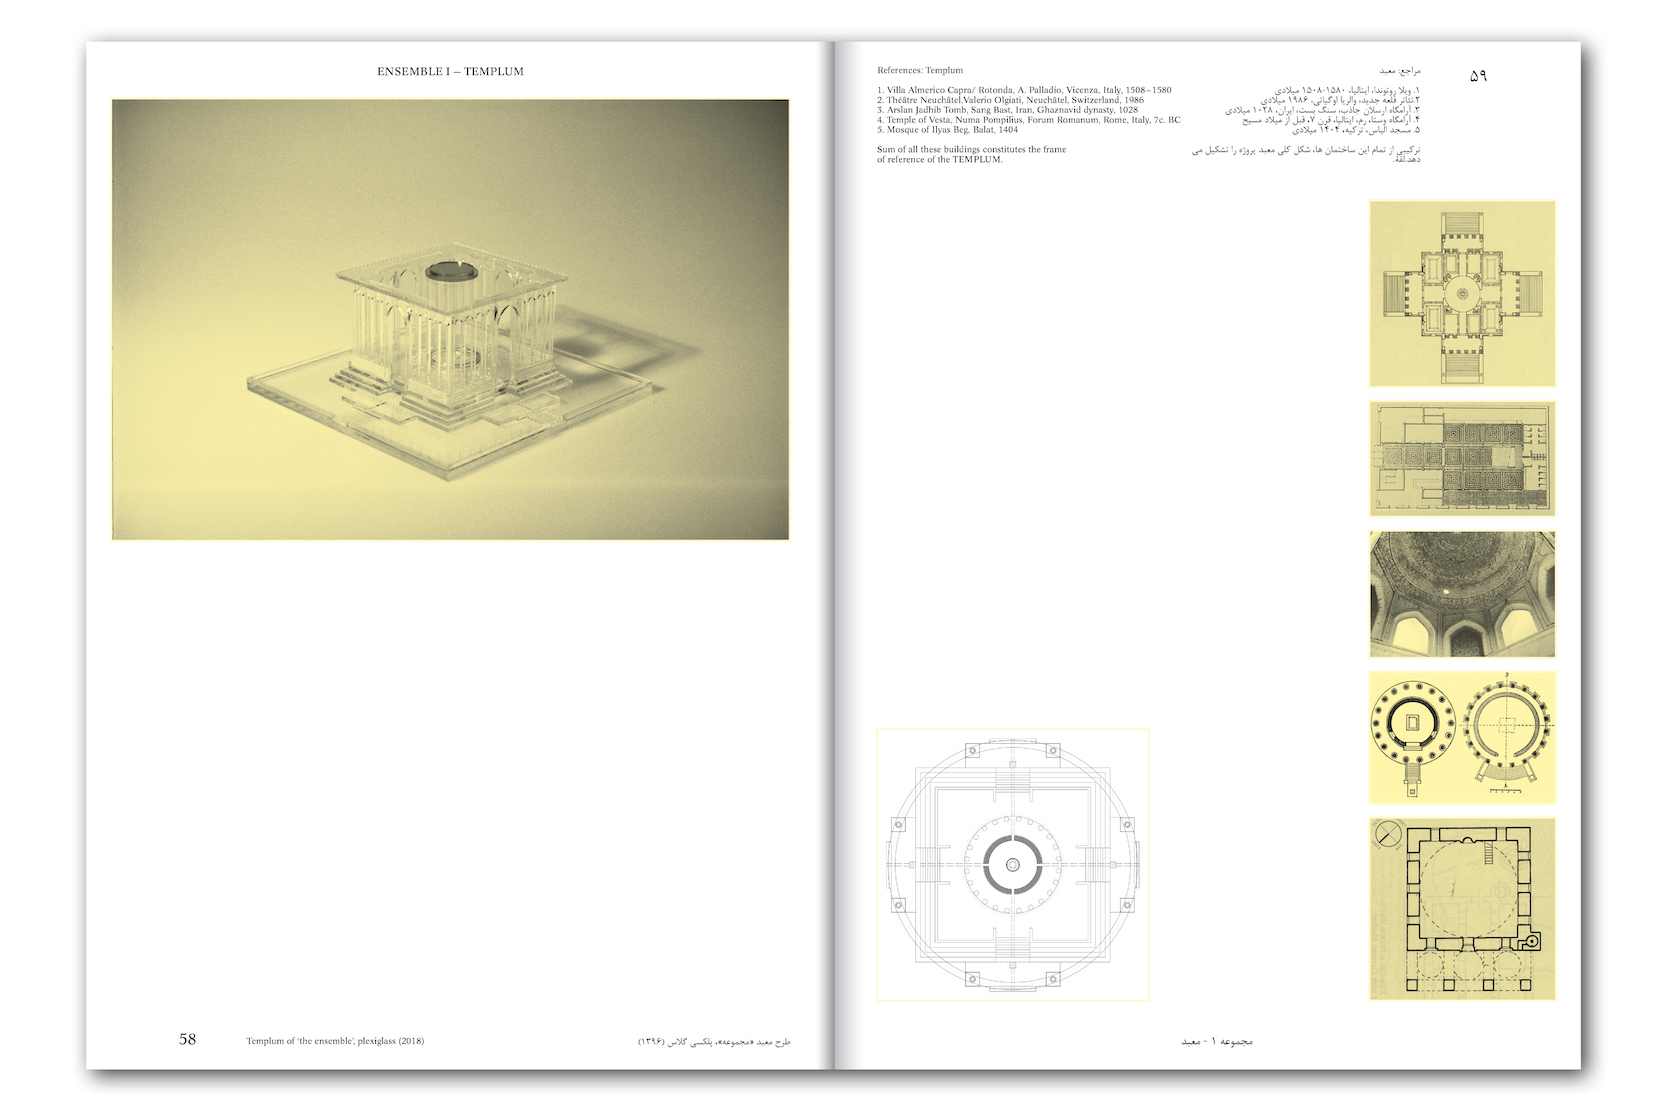 ENSEMBLE I – TEMPLUM
58
Templum of ‘the ensemble’, plexiglass (2018)
طرح معبد «مجموعه»، پلکسی گلاس (۱۳۹۶)
References: Templum
1. Villa Almerico Capra/ Rotonda, A. Palladio, Vicenza, Italy, 1508–1580
2. Théâtre Neuchâtel,Valerio Olgiati, Neuchâtel, Switzerland, 1986
3. Arslan Jadhib Tomb, Sang Bast, Iran, Ghaznavid dynasty, 1028
4. Temple of Vesta, Numa Pompilius, Forum Romanum, Rome, Italy, 7c. BC
5. Mosque of Ilyas Beg, Balat, 1404
Sum of all these buildings constitutes the frame
of reference of the TEMPLUM.
مراجع: معبد
۱. ویلا روتوندا، ایتالیا، ۱۵۸۰-۱۵۰۸ میلادی
۲.تئاتر قلعه جدید، والریا اوگیاتی، ۱۹۸۶ میلادی
۳. آرامگاه ارسلان جاذب، سنگ بست، ایران، ۱۰۲۸ میلادی
۴. آرامگاه وستا، رم، ایتالیا، قرن ۷، قبل از میلاد مسیح
۵. مسجد الیاس، ترکیه، ۱۴۰۴ میلادی
ترکیبی از تمام این ساختمان ها، شکل کلی معبد پروژه را تشکیل می
دهد.لقة.
۵۹
مجموعه ۱ - معبد